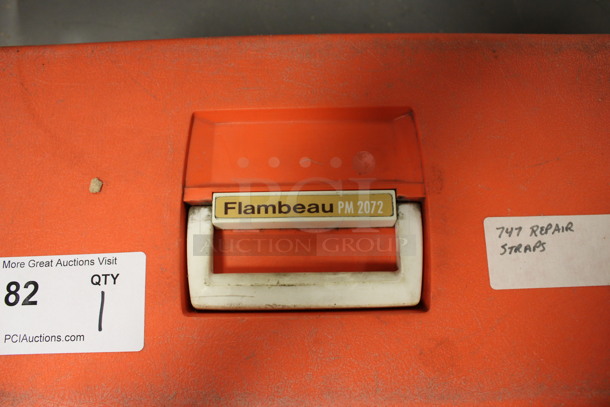 PCI
AUCTION GROUP
Flambeau PM 2072
747 REPAIR
STRAPS
More Great Auctions Visit
82
QTY
1
PCIAuctions.com